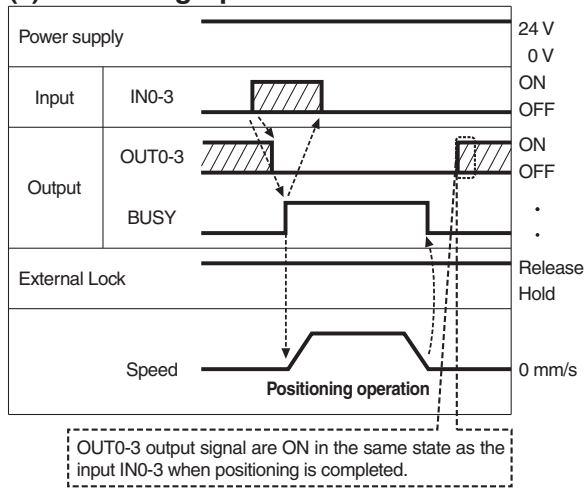 Power supply
24 V
0 V
Input
IN0-3
ON
OFF
Output
OUT0-3
ON
OFF
BUSY
External Lock
Release
Hold
Speed
0 mm/s
Positioning operation
OUT0-3 output signal are ON in the same state as the
input IN0-3 when positioning is completed.